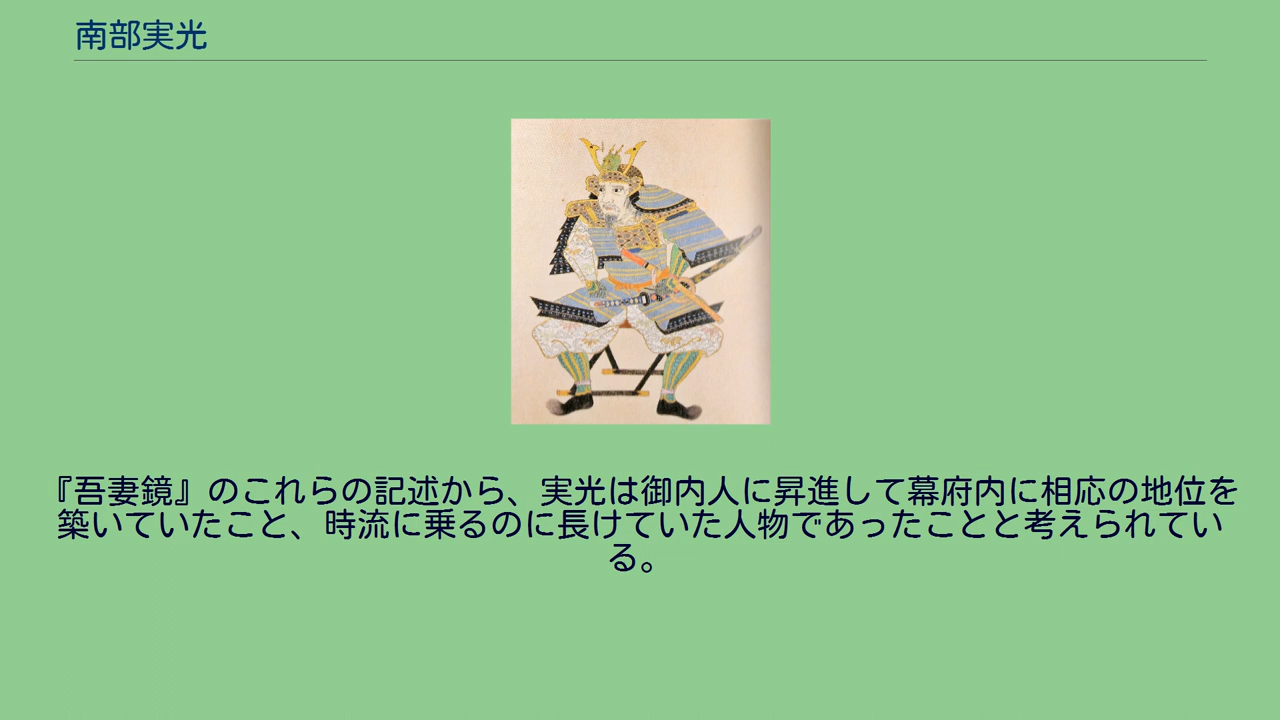 南部実光
『吾妻鏡』のこれらの記述から、実光は御内人に昇進して幕府内に相応の地位を
築いていたこと、時流に乗るのに長けていた人物であったことと考えられてい
る。